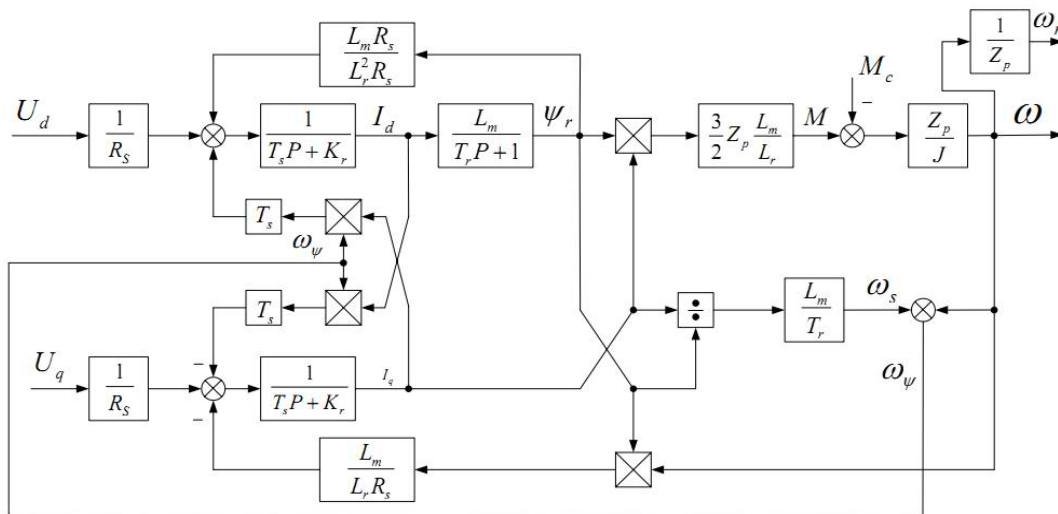 U_d
1/R_S
L_m R_s / L_r^2 R_s
1 / T_s P + K_r
I_d
L_m / T_r P + 1
ψ_r
3/2 Z_p L_m/L_r
M
M_c
−
Z_p / J
1 / Z_p
ω
T_s
ω_ψ
T_s
U_q
1/R_S
−
−
1 / T_s P + K_r
I_q
÷
L_m / T_r
ω_s
ω_ψ
L_m / L_r R_s